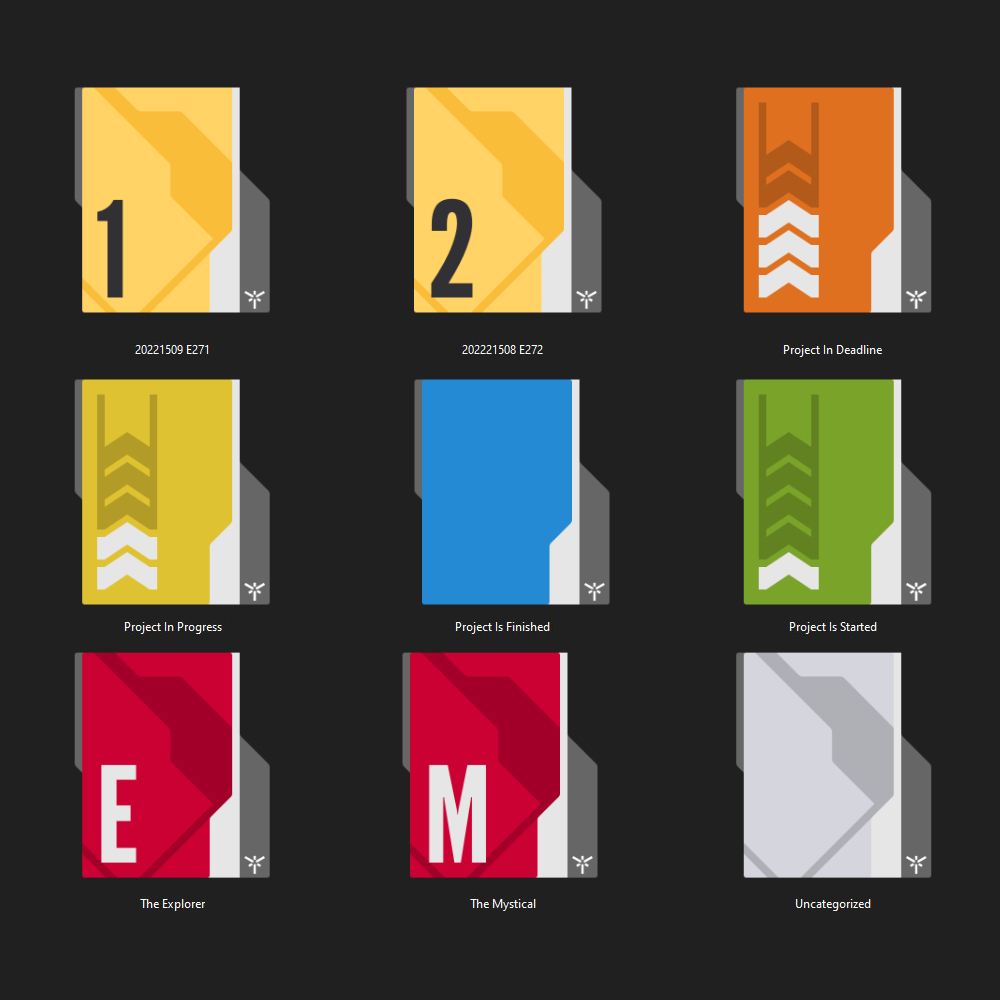 1
2
20221509 E271
202221508 E272
Project In Deadline
Project In Progress
Project Is Finished
Project Is Started
E
M
The Explorer
The Mystical
Uncategorized